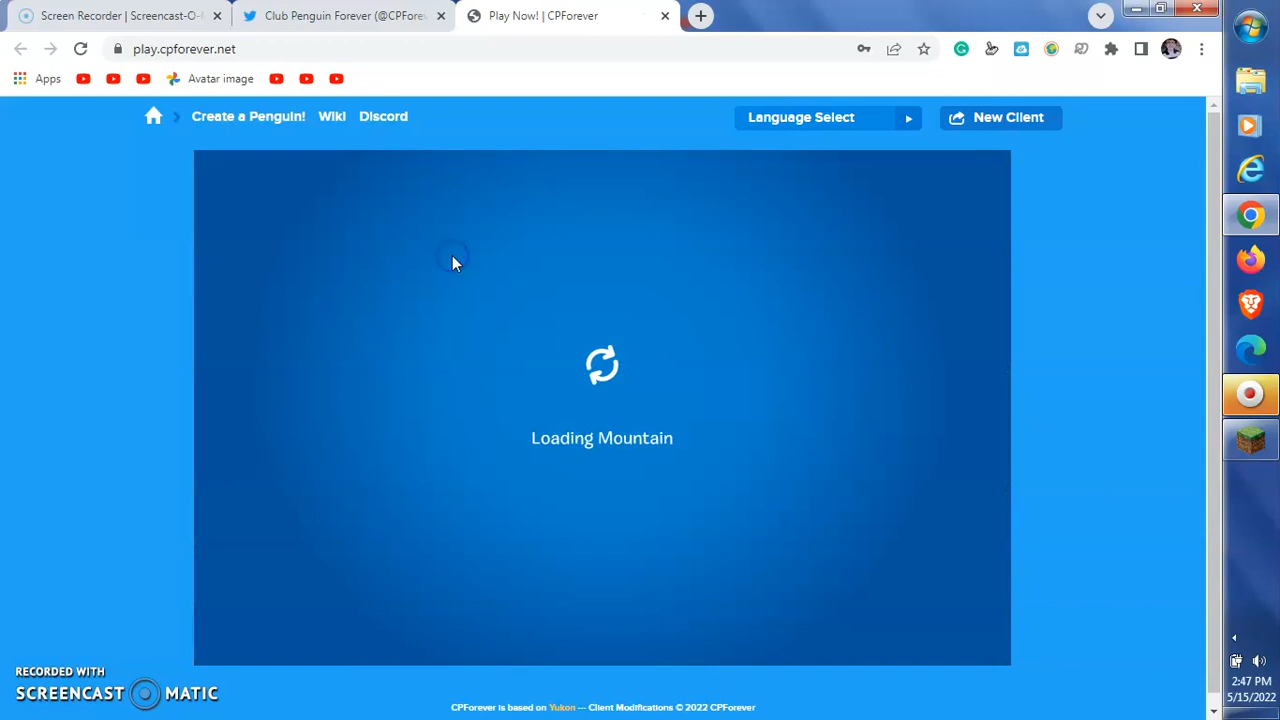 Screen Recorder | Screencast-O-
Club Penguin Forever (@CPForev
Play Now! | CPForever
play.cpforever.net
Apps
Avatar image
Create a Penguin!
Wiki
Discord
Language Select
New Client
Loading Mountain
RECORDED WITH
SCREENCAST MATIC
CPForever is based on Yukon — Client Modifications © 2022 CPForever
2:47 PM
5/15/2022